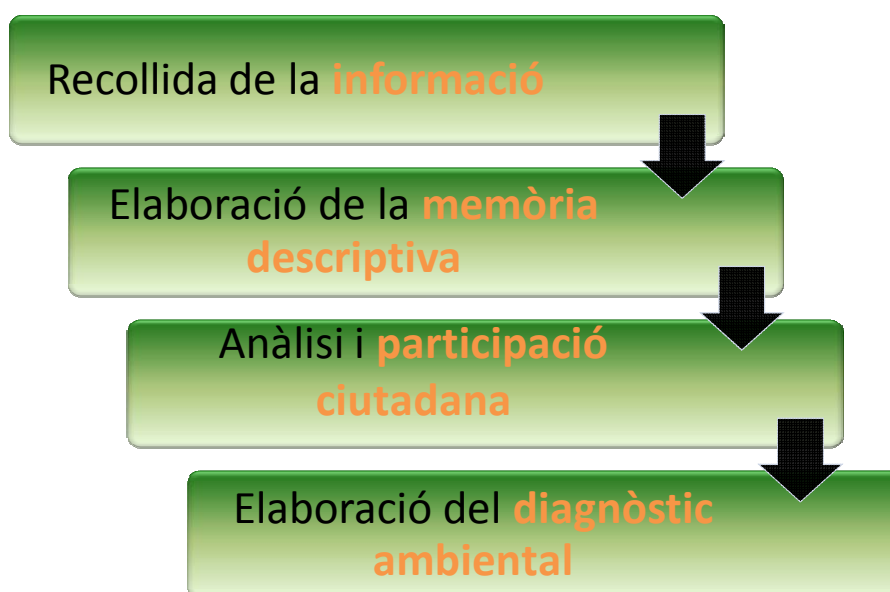 Recollida de la informació
Elaboració de la memòria
descriptiva
Anàlisi i participació
ciutadana
Elaboració del diagnòstic
ambiental